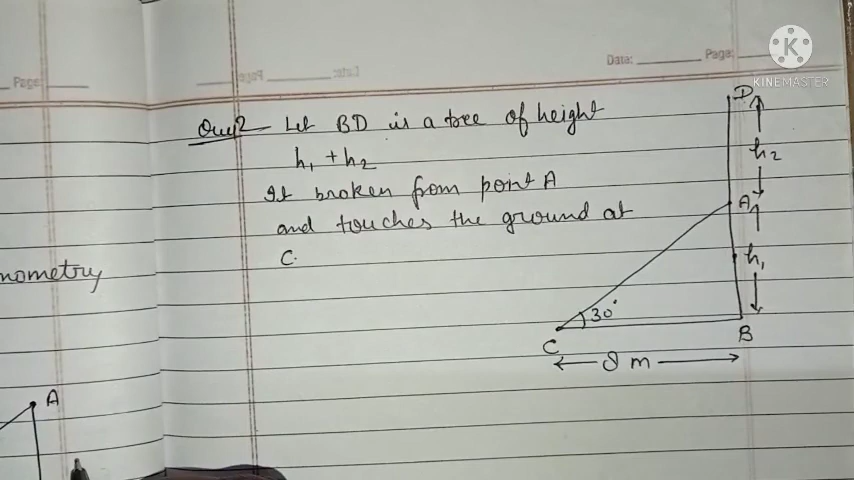 Page:
Date: Page:
KINEMASTER
Ques2 - Let BD is a tree of height
h₁ + h₂
It broken from point A
and touches the ground at
C.
nometry
D
h₂
A
h₁
30°
C
B
8 m
A